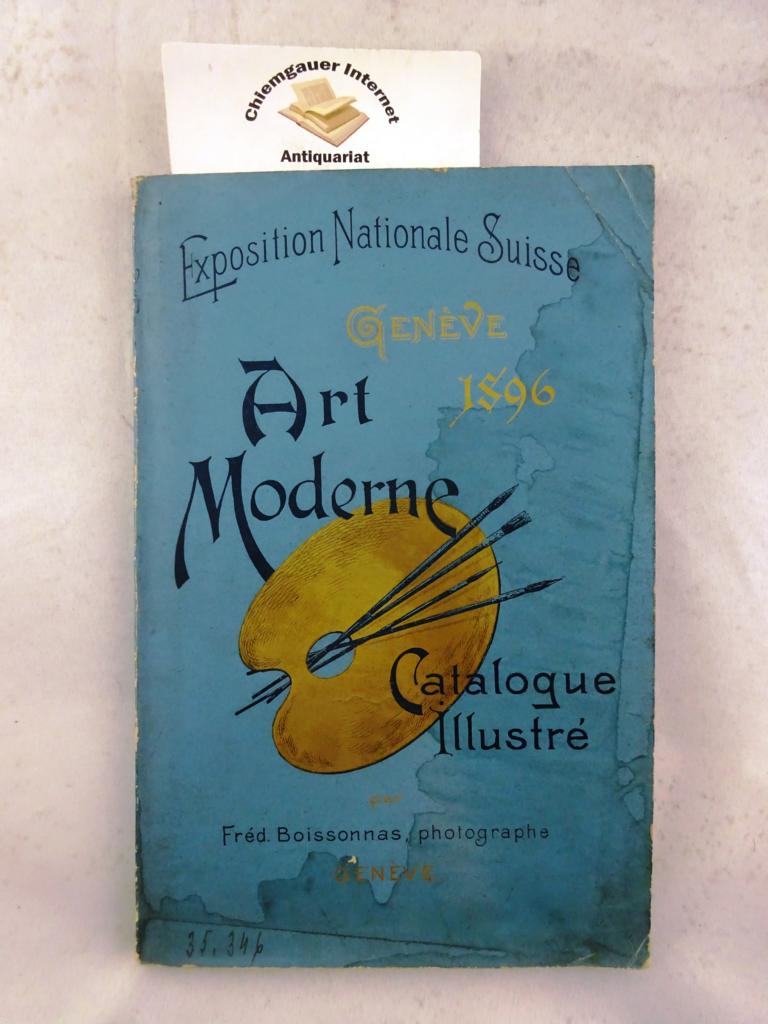 Chiemgauer Internet
Antiquariat
Exposition Nationale Suisse
GENÈVE
1896
Art
Moderne
Catalogue
Illustré
par
Fréd. Boissonnas, photographe
GENÈVE
35.346